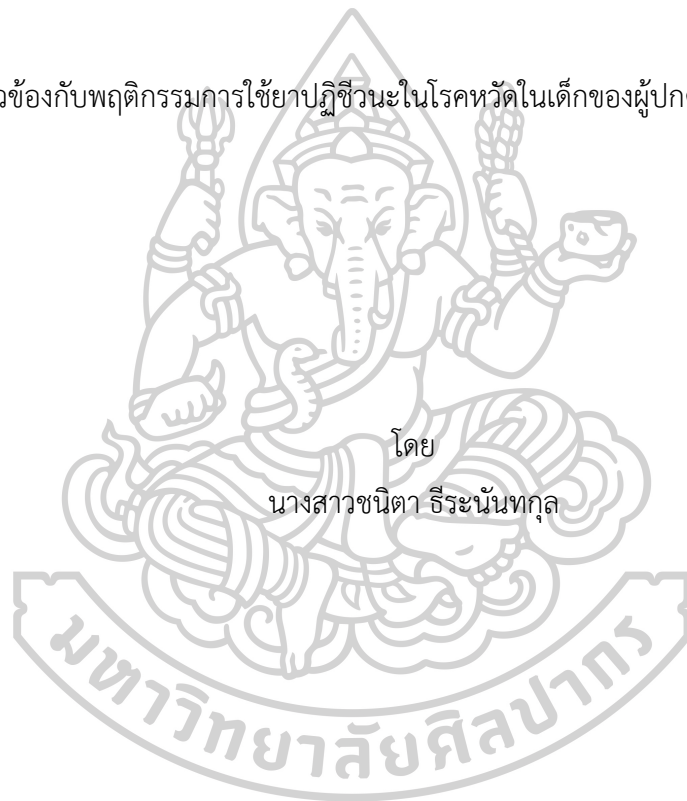 วข้องกับพฤติกรรมการใช้ยาปฏิชีวนะในโรคหวัดในเด็กของผู้ปก
โดย
นางสาวชนิตา ธีระนันทกุล
มหาวิทยาลัยศิลปากร